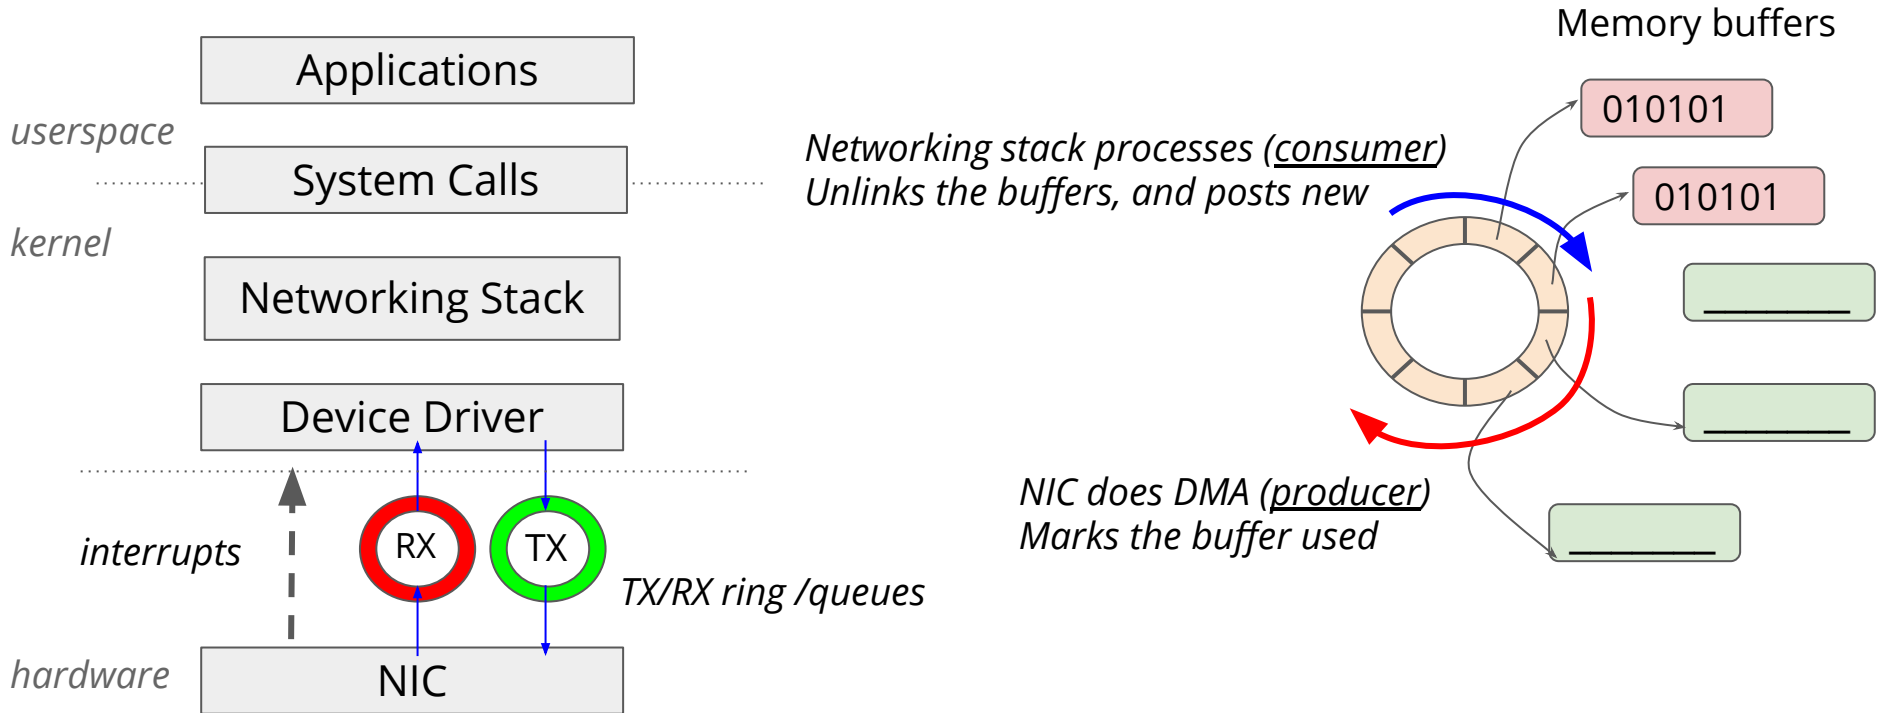 Applications
userspace
System Calls
kernel
Networking Stack
Device Driver
interrupts
RX
TX
TX/RX ring /queues
hardware
NIC
Memory buffers
010101
010101
Networking stack processes (consumer)
Unlinks the buffers, and posts new
NIC does DMA (producer)
Marks the buffer used